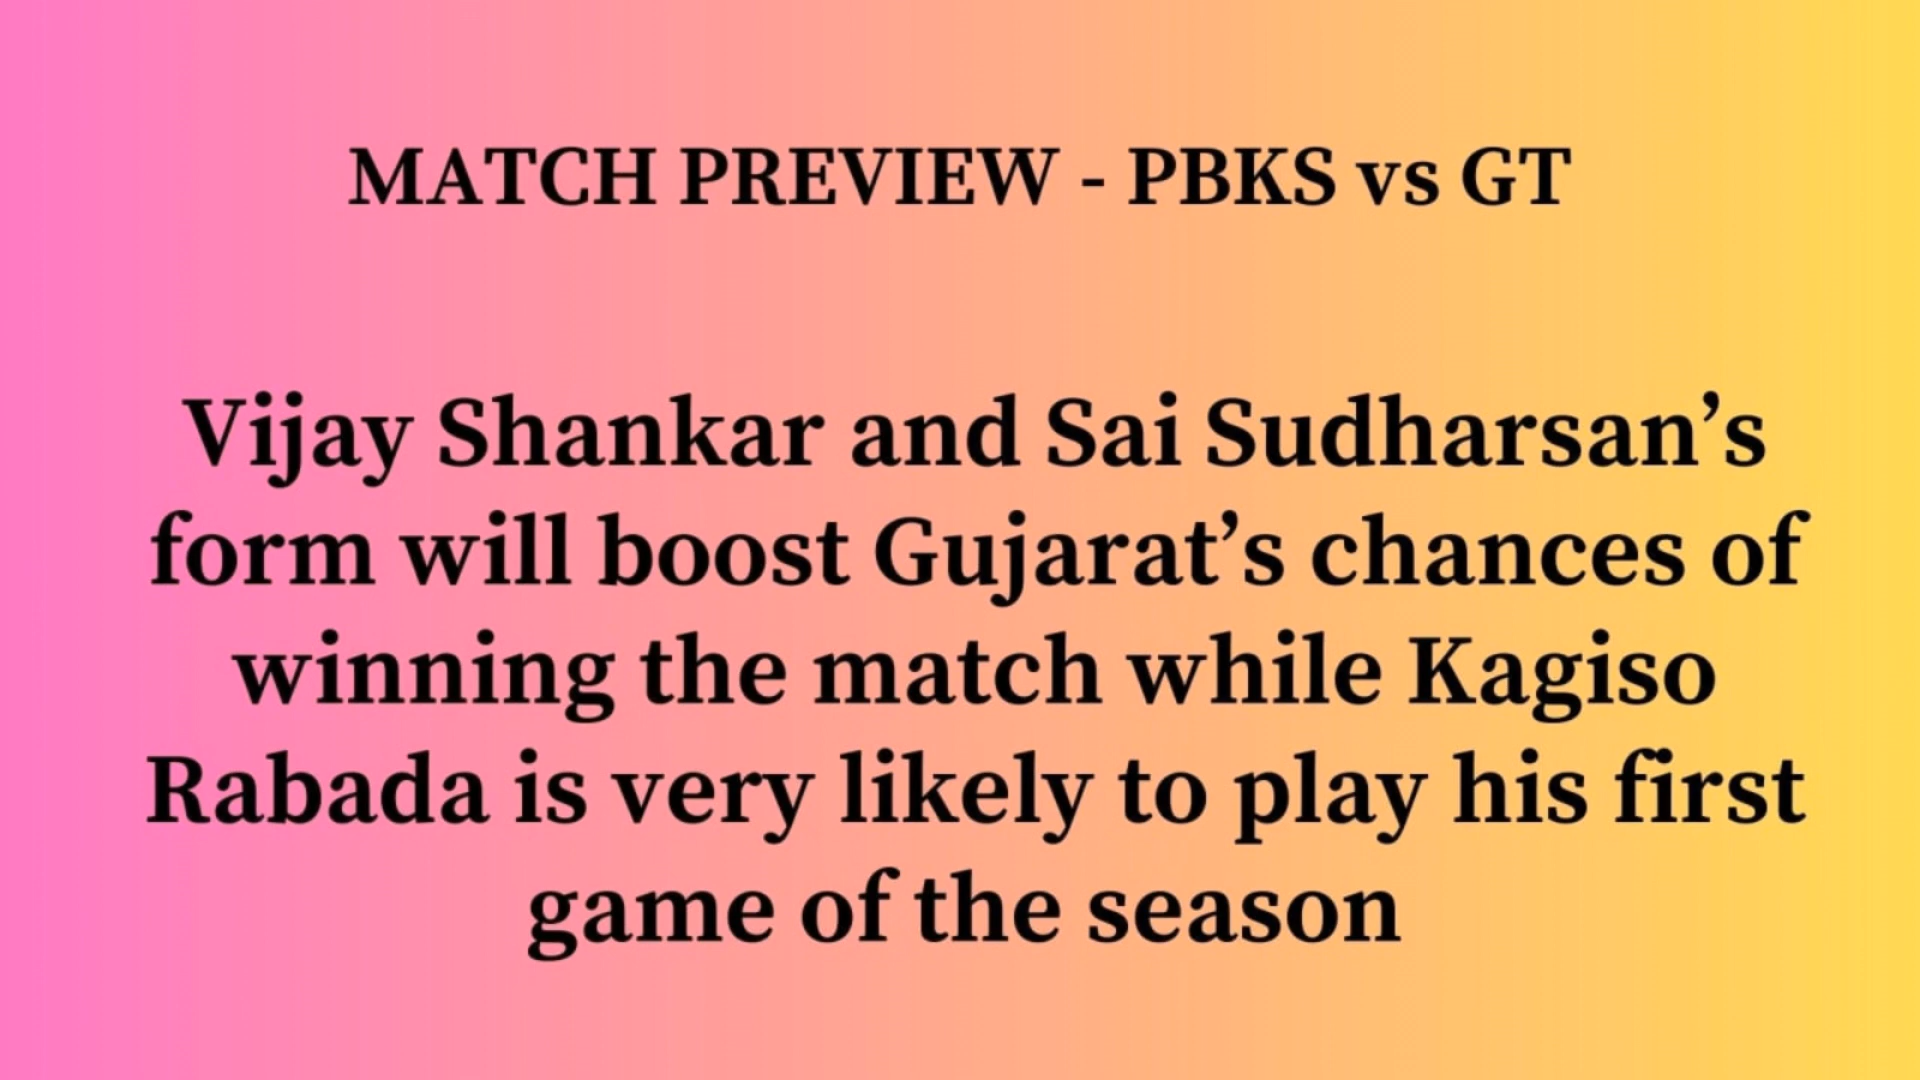 MATCH PREVIEW - PBKS vs GT
Vijay Shankar and Sai Sudharsan’s
form will boost Gujarat’s chances of
winning the match while Kagiso
Rabada is very likely to play his first
game of the season